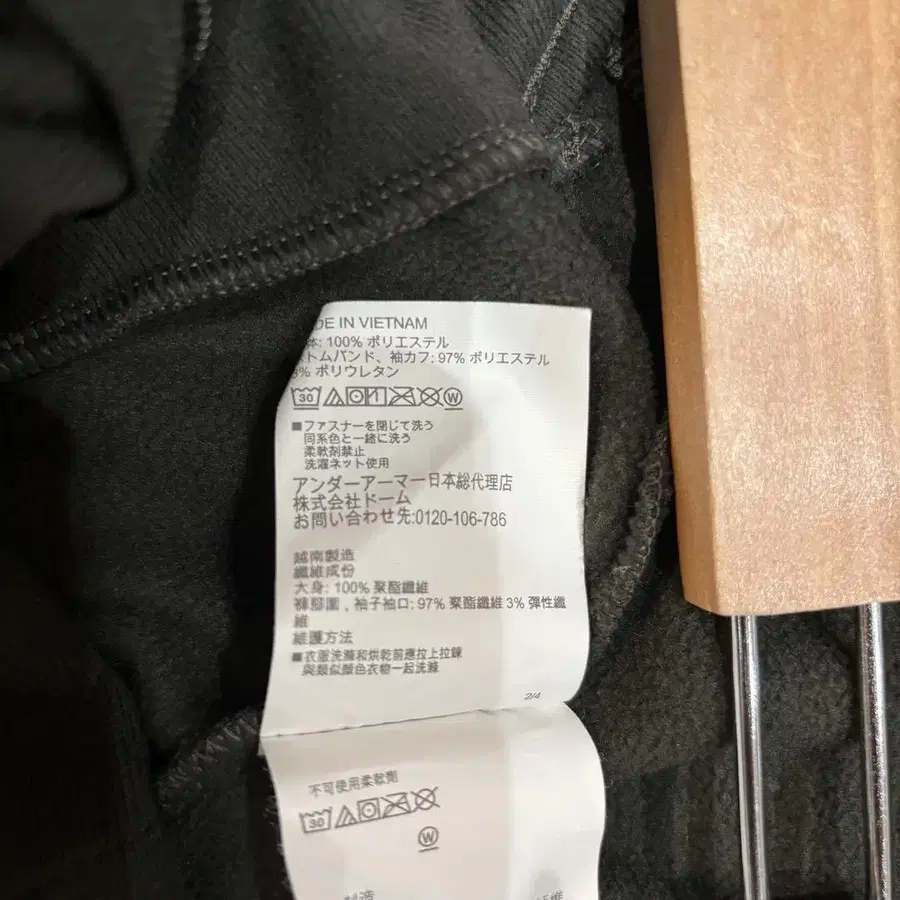 DE IN VIETNAM
体: 100% ポリエステル
トムバンド、袖カフ: 97% ポリエステル
3% ポリウレタン
30 W
■ファスナーを閉じて洗う
同系色と一緒に洗う
柔軟剤禁止
洗濯ネット使用
アンダーアーマー日本総代理店
株式会社ドーム
お問い合わせ先:0120-106-786
越南製造
纖維成份
大身: 100% 聚酯纖維
褲腳圍，袖子袖口: 97% 聚酯纖維 3% 彈性纖
維
維護方法
■衣服洗滌和烘乾前應拉上拉鍊
與類似顏色衣物一起洗滌
2/4
不可使用柔軟劑
30
W
製造